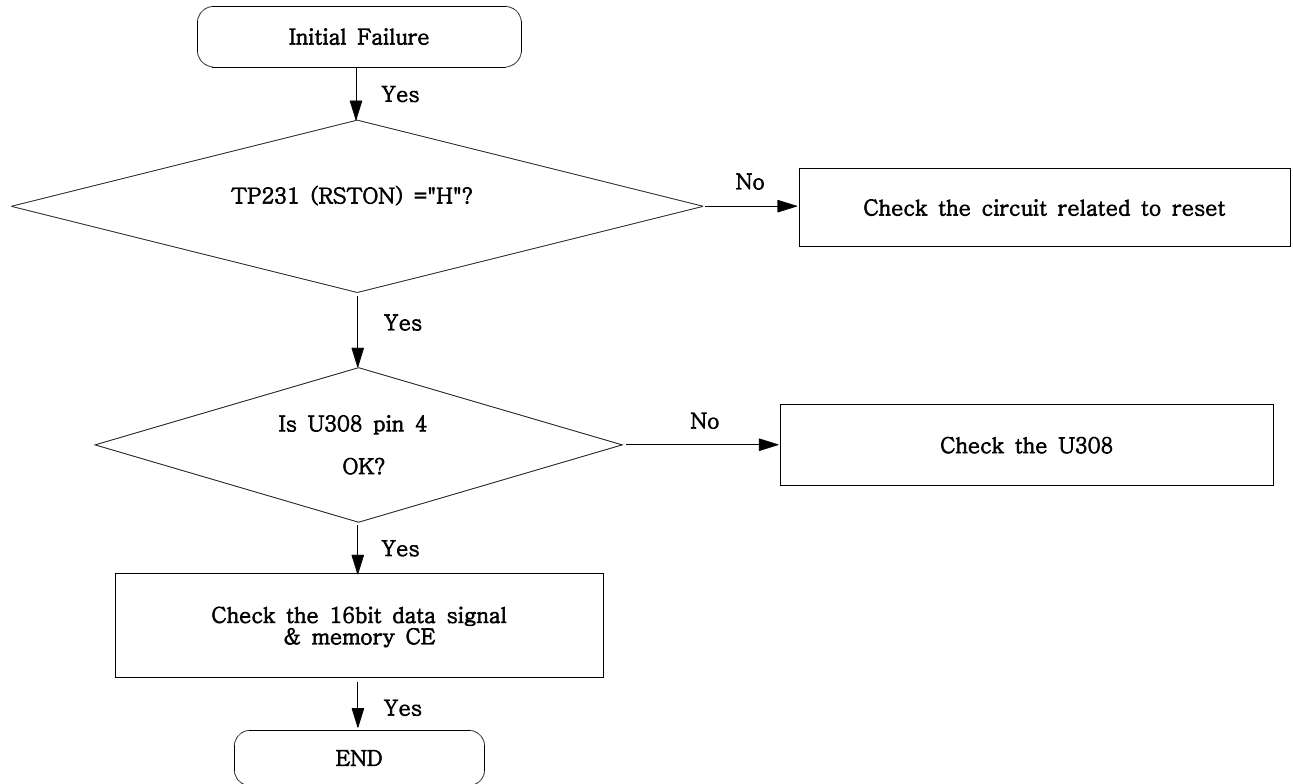 Initial Failure
Yes
TP231 (RSTON) ="H"?
No
Check the circuit related to reset
Yes
Is U308 pin 4
OK?
No
Check the U308
Yes
Check the 16bit data signal
& memory CE
Yes
END